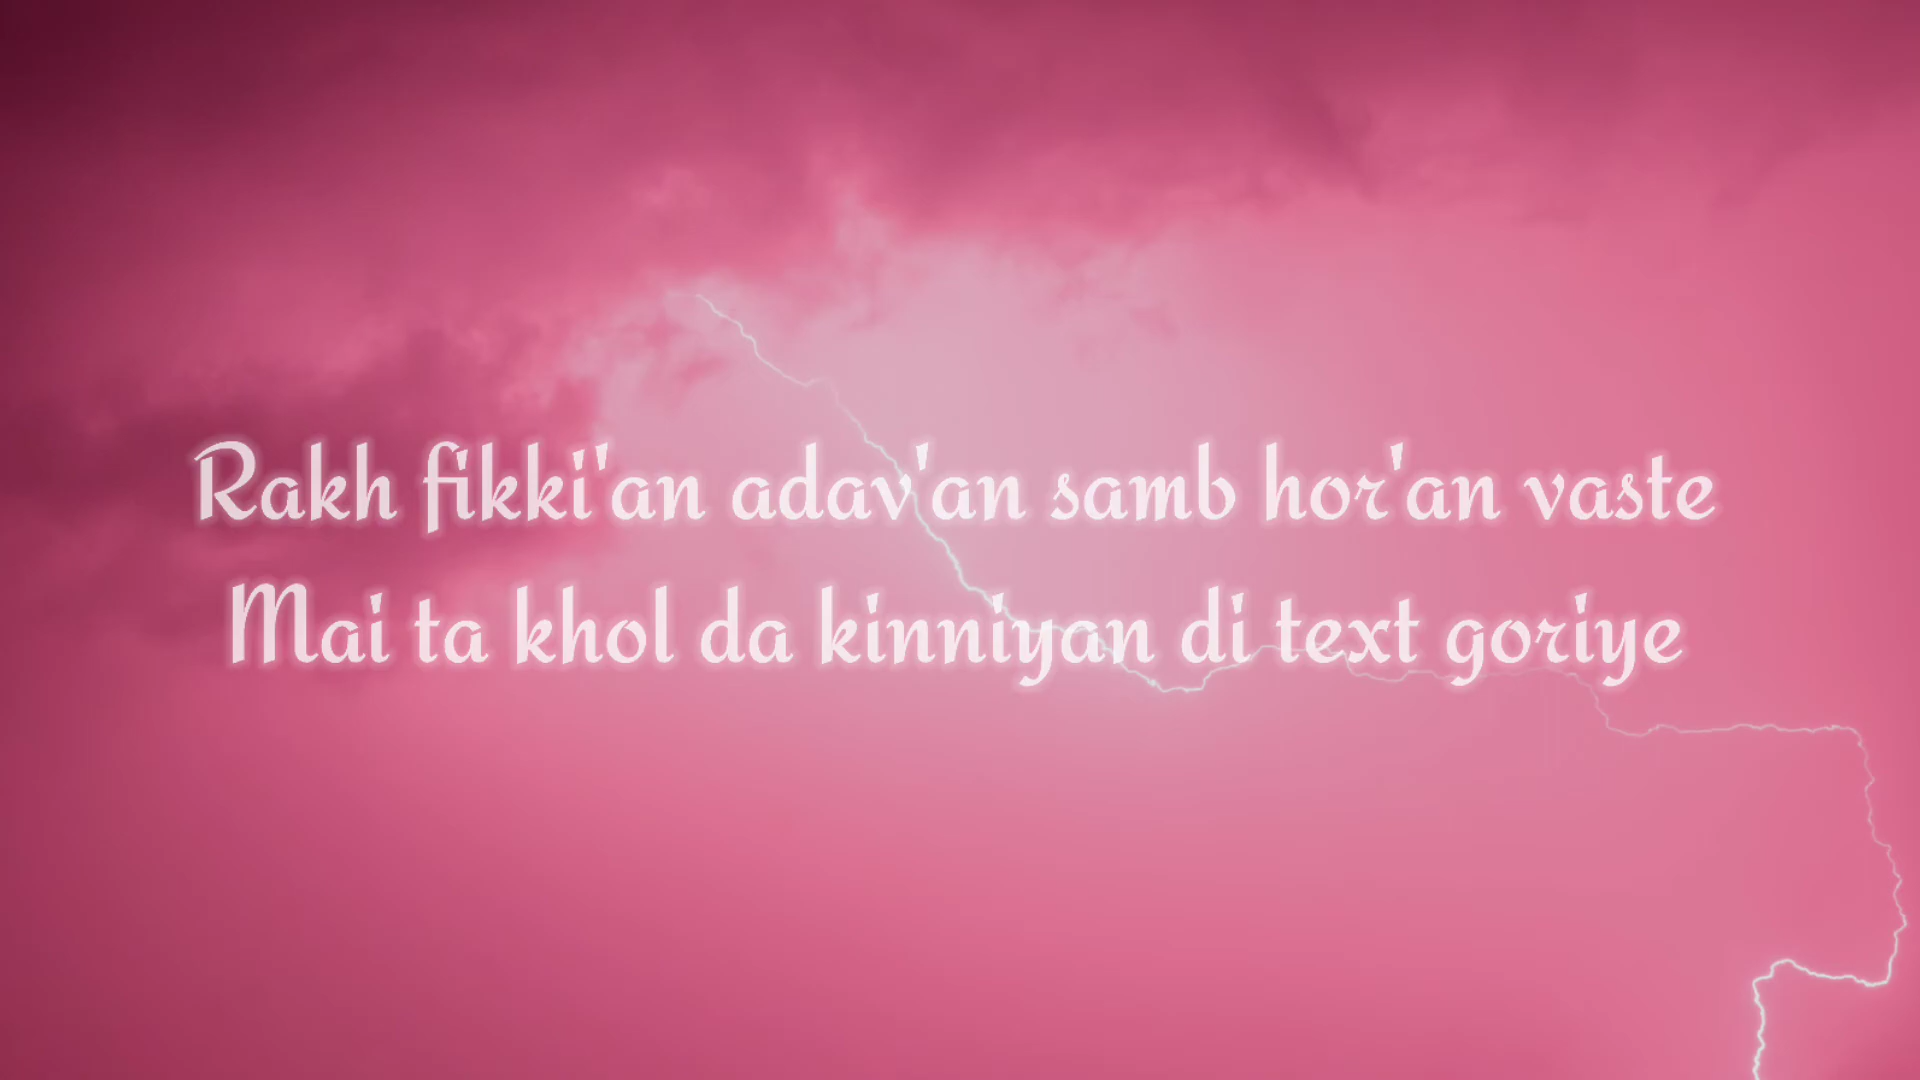 Rakh fikki'an adav'an samb hor'an vaste
Mai ta khol da kinniyan di text goriye